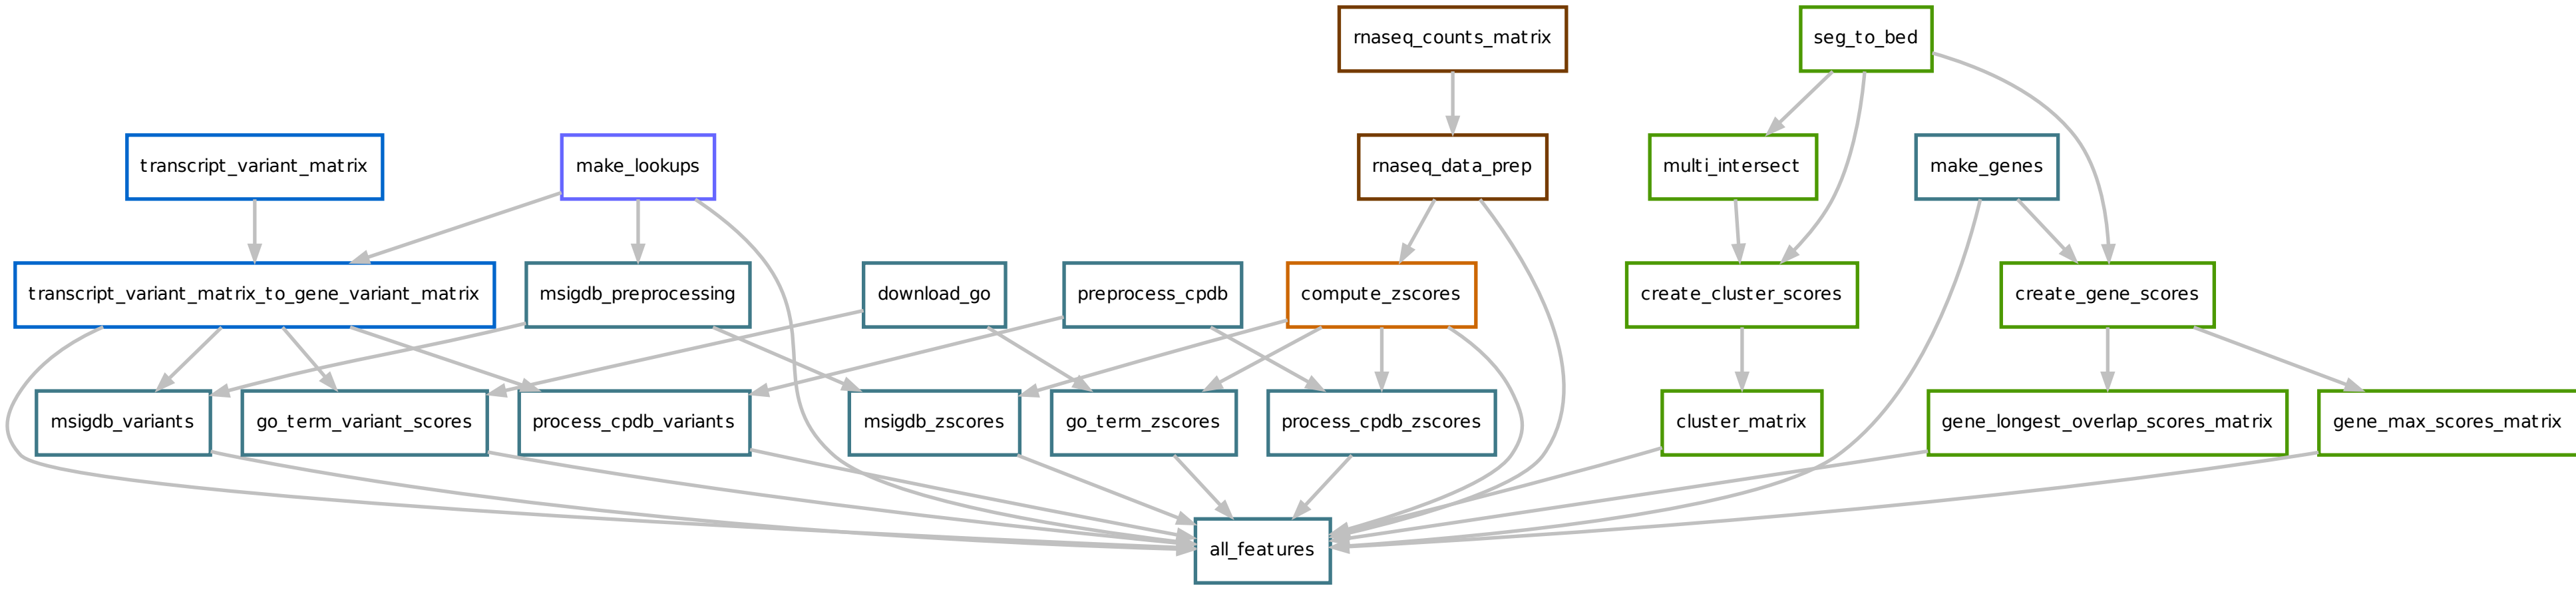 rnaseq_counts_matrix
seg_to_bed
transcript_variant_matrix
make_lookups
rnaseq_data_prep
multi_intersect
make_genes
transcript_variant_matrix_to_gene_variant_matrix
msigdb_preprocessing
download_go
preprocess_cpdb
compute_zscores
create_cluster_scores
create_gene_scores
msigdb_variants
go_term_variant_scores
process_cpdb_variants
msigdb_zscores
go_term_zscores
process_cpdb_zscores
cluster_matrix
gene_longest_overlap_scores_matrix
gene_max_scores_matrix
all_features